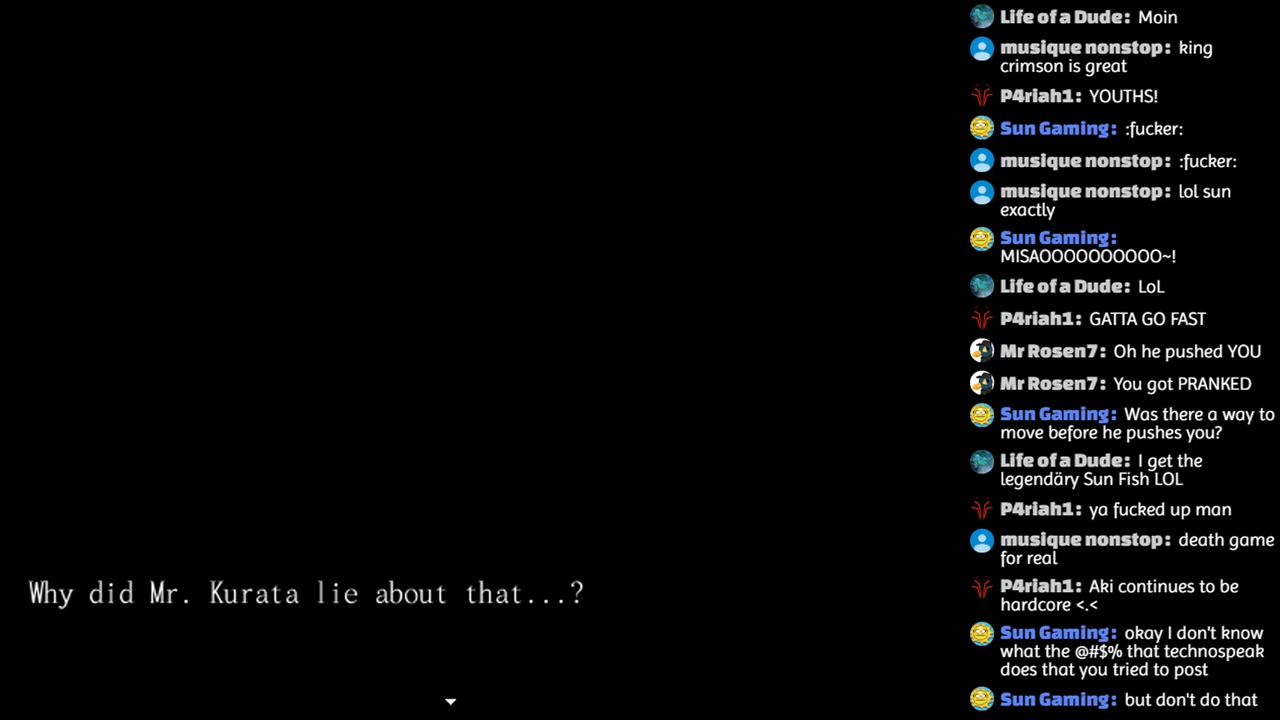 Life of a Dude: Moin
musique nonstop: king
crimson is great
P4riah1: YOUTHS!
Sun Gaming: :fucker:
musique nonstop: :fucker:
musique nonstop: lol sun
exactly
Sun Gaming:
MISAOOOOOOOOOO~!
Life of a Dude: LoL
P4riah1: GATTA GO FAST
Mr Rosen7: Oh he pushed YOU
Mr Rosen7: You got PRANKED
Sun Gaming: Was there a way to
move before he pushes you?
Life of a Dude: I get the
legendäry Sun Fish LOL
P4riah1: ya fucked up man
musique nonstop: death game
for real
P4riah1: Aki continues to be
hardcore <.<
Sun Gaming: okay I don't know
what the @#$% that technospeak
does that you tried to post
Sun Gaming: but don't do that
Why did Mr. Kurata lie about that...?